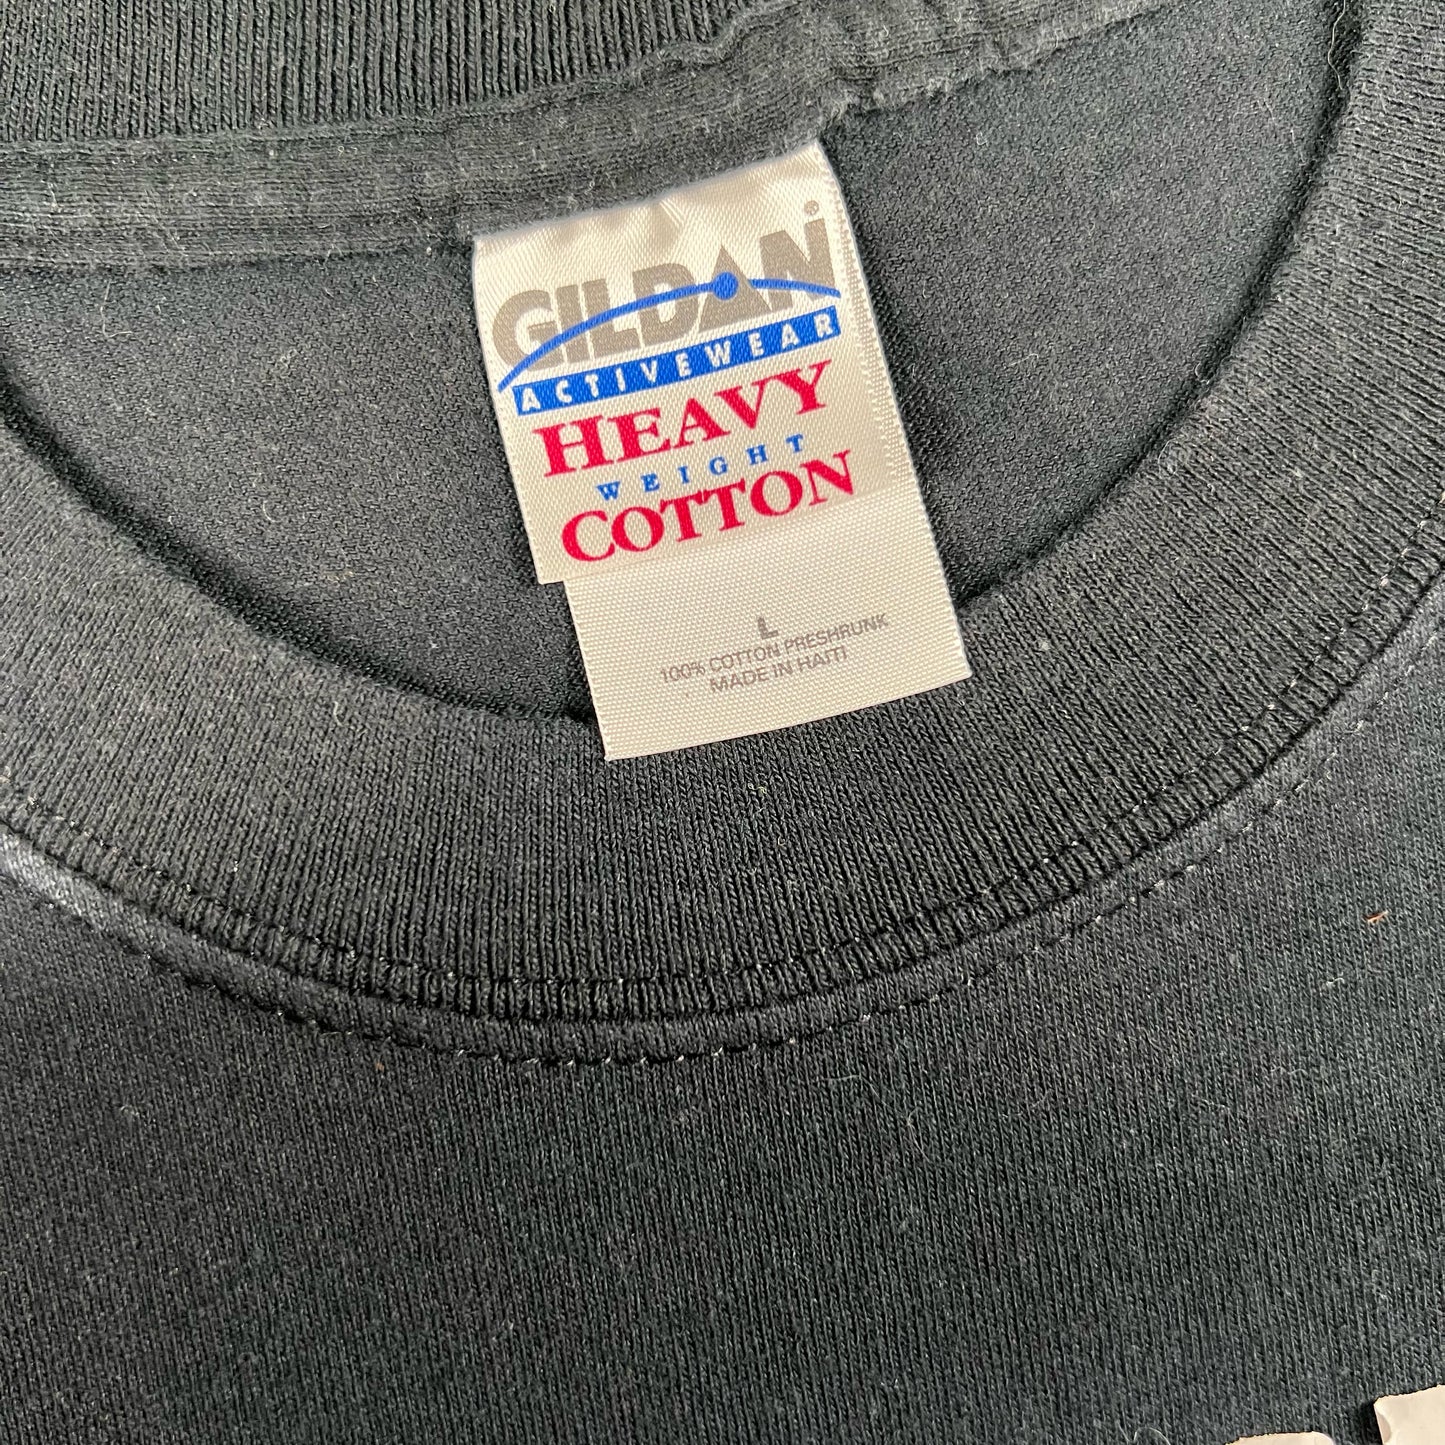 GILDAN®
ACTIVEWEAR
HEAVY
WEIGHT
COTTON
L
100% COTTON PRESHRUNK
MADE IN HAITI